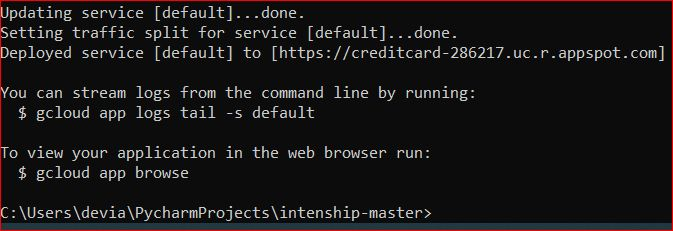 Updating service [default]...done.
Setting traffic split for service [default]...done.
Deployed service [default] to [https://creditcard-286217.uc.r.appspot.com]
You can stream logs from the command line by running:
$ gcloud app logs tail -s default
To view your application in the web browser run:
$ gcloud app browse
C:\Users\devia\PycharmProjects\intenship-master>